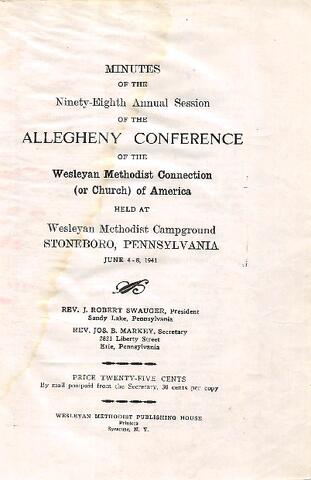 MINUTES
OF THE
Ninety-Eighth Annual Session
OF THE
ALLEGHENY CONFERENCE
OF THE
Wesleyan Methodist Connection
(or Church) of America
HELD AT
Wesleyan Methodist Campground
STONEBORO, PENNSYLVANIA
JUNE 4-8, 1941
REV. J. ROBERT SWAUGER, President
Sandy Lake, Pennsylvania
REV. JOS. B. MARKEY, Secretary
2821 Liberty Street
Erie, Pennsylvania
PRICE TWENTY-FIVE CENTS
By mail postpaid from the Secretary, 30 cents per copy
WESLEYAN METHODIST PUBLISHING HOUSE
Printers
Syracuse, N. Y.